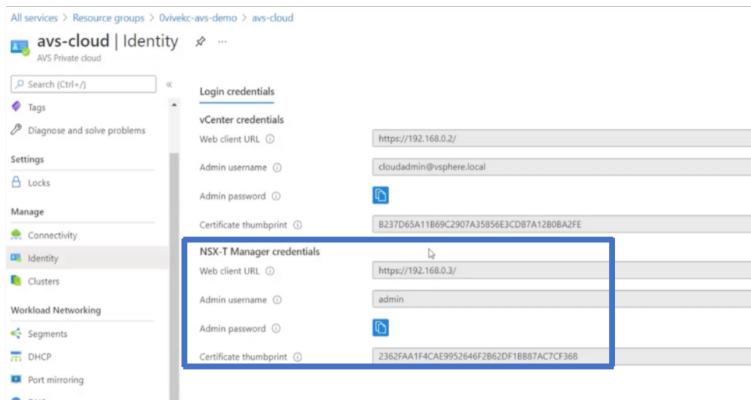 All services > Resource groups > 0vivekc-avs-demo > avs-cloud
avs-cloud | Identity
AVS Private cloud
Search (Ctrl+/)
Tags
Diagnose and solve problems
Settings
Locks
Manage
Connectivity
Identity
Clusters
Workload Networking
Segments
DHCP
Port mirroring
Login credentials
vCenter credentials
Web client URL https://192.168.0.2/
Admin username cloudadmin@vsphere.local
Admin password
Certificate thumbprint B237D65A11B69C2907A35856E3CDB7A12B0BA2FE
NSX-T Manager credentials
Web client URL https://192.168.0.3/
Admin username admin
Admin password
Certificate thumbprint 2362FAA1F4CAE9952646F2B62DF1BB87AC7CF368